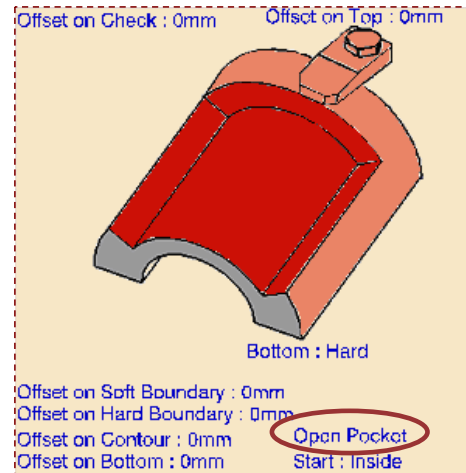 Offset on Check : 0mm
Offset on Top : 0mm
Bottom : Hard
Offset on Soft Boundary : 0mm
Offset on Hard Boundary : 0mm
Offset on Contour : 0mm
Open Pocket
Offset on Bottom : 0mm
Start : Inside